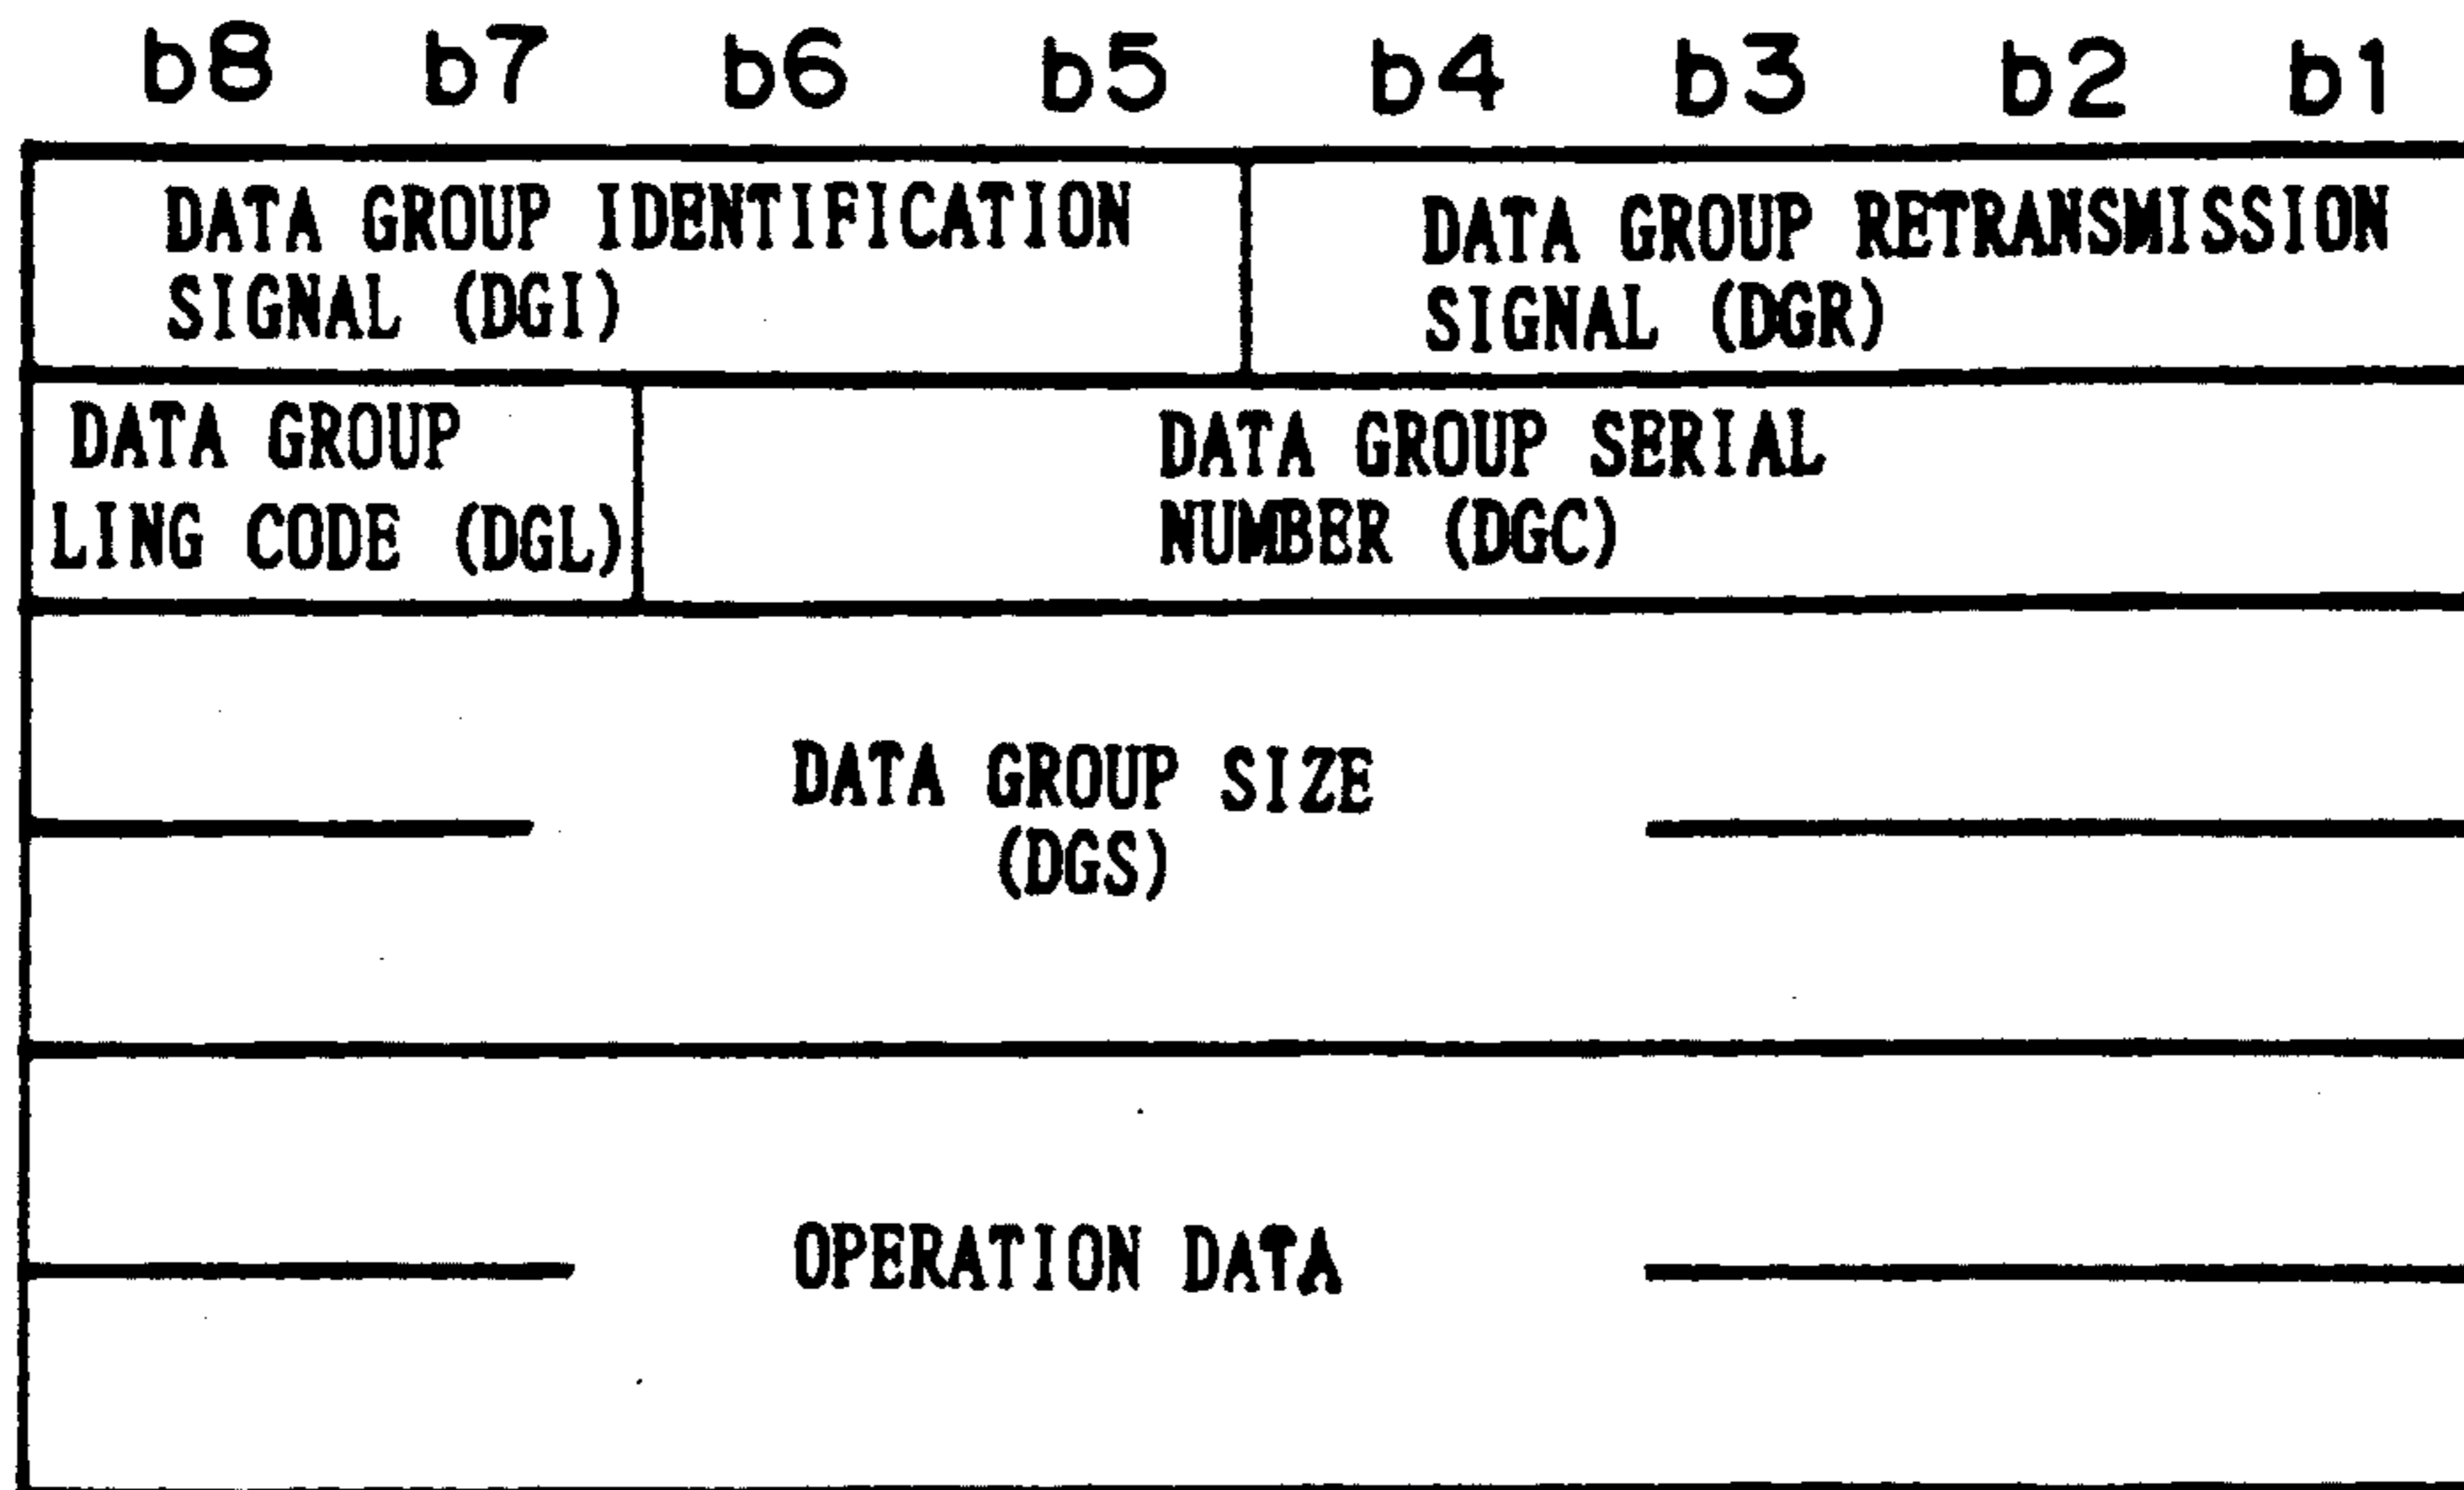 b8 b7 b6 b5 b4 b3 b2 b1
DATA GROUP IDENTIFICATION
SIGNAL (DGI)
DATA GROUP RETRANSMISSION
SIGNAL (DGR)
DATA GROUP
LING CODE (DGL)
DATA GROUP SERIAL
NUMBER (DGC)
DATA GROUP SIZE
(DGS)
OPERATION DATA